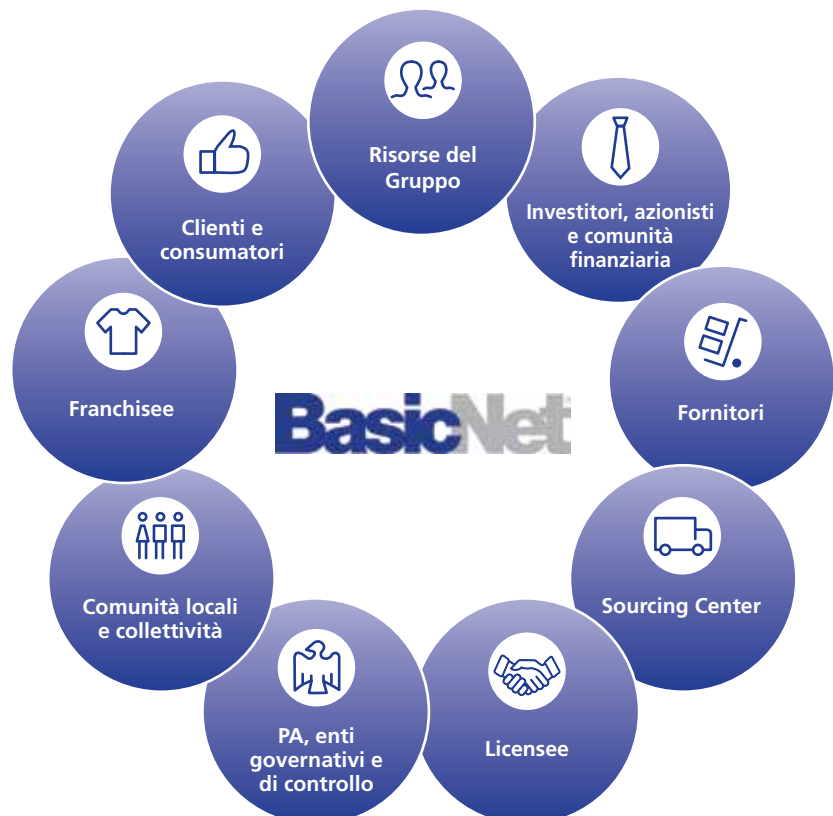 Risorse del
Gruppo
Investitori, azionisti
e comunità
finanziaria
Fornitori
Sourcing Center
Licensee
PA, enti
governativi e
di controllo
Comunità locali
e collettività
Franchisee
Clienti e
consumatori
BasicNet